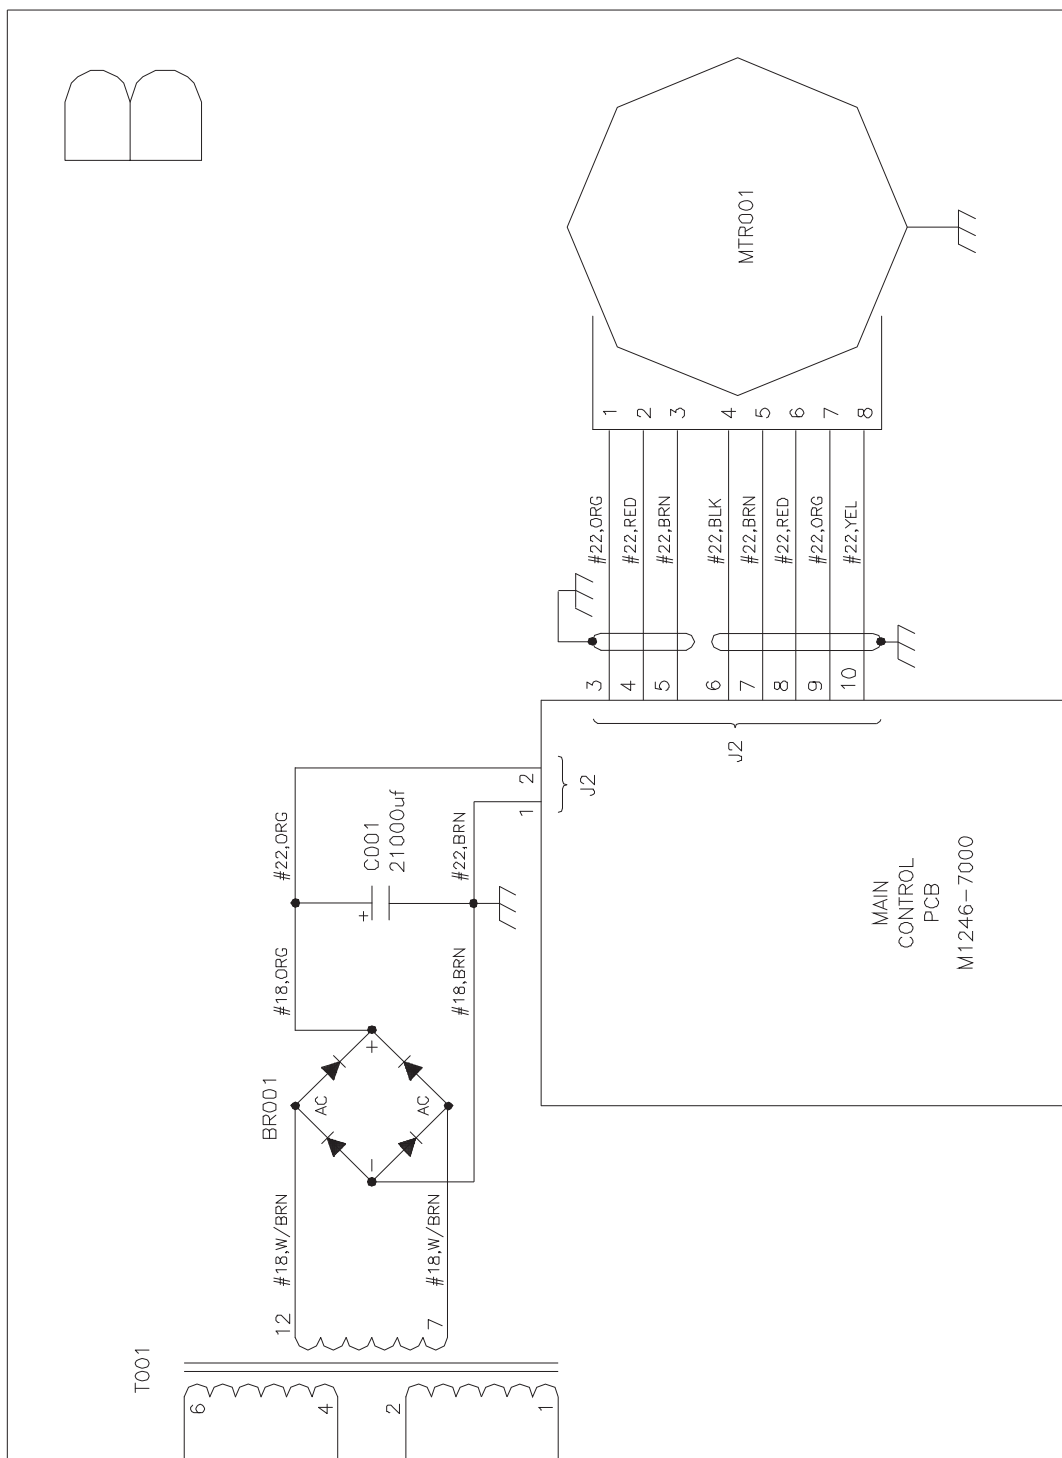 T001
6
4
2
1
12
7
#18,W/BRN
#18,W/BRN
BR001
AC
AC
+
−
#18,ORG
#18,BRN
+
C001
21000uf
#22,ORG
#22,BRN
1
2
J2
MAIN
CONTROL
PCB
M1246-7000
J2
3
4
5
6
7
8
9
10
#22,ORG
#22,RED
#22,BRN
#22,BLK
#22,BRN
#22,RED
#22,ORG
#22,YEL
1
2
3
4
5
6
7
8
MTR001